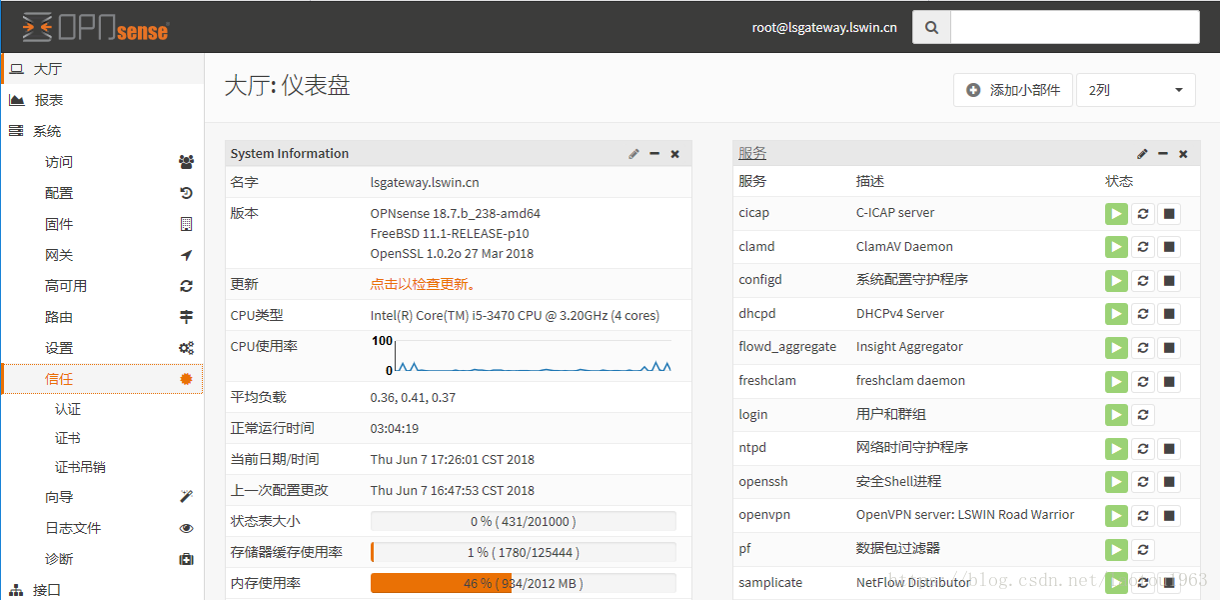 OPNsense
root@lsgateway.lswin.cn
大厅
报表
系统
访问
配置
固件
网关
高可用
路由
设置
信任
认证
证书
证书吊销
向导
日志文件
诊断
接口
大厅: 仪表盘
添加小部件
2列
System Information
名字 lsgateway.lswin.cn
版本 OPNsense 18.7.b_238-amd64
FreeBSD 11.1-RELEASE-p10
OpenSSL 1.0.2o 27 Mar 2018
更新 点击以检查更新。
CPU类型 Intel(R) Core(TM) i5-3470 CPU @ 3.20GHz (4 cores)
CPU使用率 100
0
平均负载 0.36, 0.41, 0.37
正常运行时间 03:04:19
当前日期/时间 Thu Jun 7 17:26:01 CST 2018
上一次配置更改 Thu Jun 7 16:47:53 CST 2018
状态表大小 0 % ( 431/201000 )
存储器缓存使用率 1 % ( 1780/125444 )
内存使用率 46 % ( 934/2012 MB )
服务
服务 描述 状态
cicap C-ICAP server
clamd ClamAV Daemon
configd 系统配置守护程序
dhcpd DHCPv4 Server
flowd_aggregate Insight Aggregator
freshclam freshclam daemon
login 用户和群组
ntpd 网络时间守护程序
openssh 安全Shell进程
openvpn OpenVPN server: LSWIN Road Warrior
pf 数据包过滤器
samplicate NetFlow Distributor